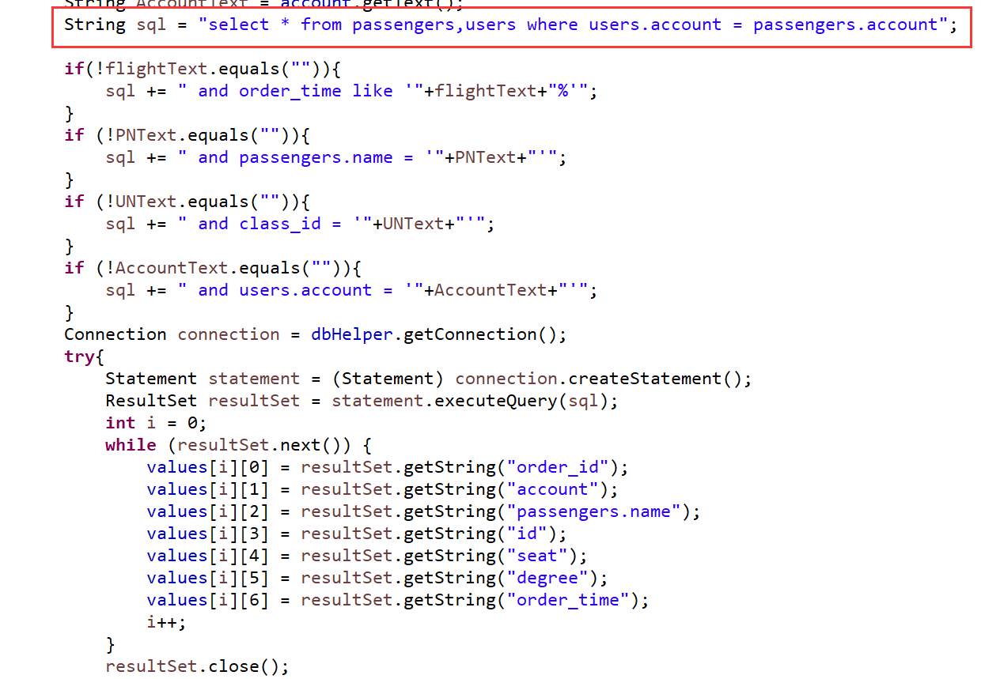 String AccountText = account.getText();
String sql = "select * from passengers,users where users.account = passengers.account";
if(!flightText.equals("")){
sql += " and order_time like '"+flightText+"%'";
}
if (!PNText.equals("")){
sql += " and passengers.name = '"+PNText+"'";
}
if (!UNText.equals("")){
sql += " and class_id = '"+UNText+"'";
}
if (!AccountText.equals("")){
sql += " and users.account = '"+AccountText+"'";
}
Connection connection = dbHelper.getConnection();
try{
Statement statement = (Statement) connection.createStatement();
ResultSet resultSet = statement.executeQuery(sql);
int i = 0;
while (resultSet.next()) {
values[i][0] = resultSet.getString("order_id");
values[i][1] = resultSet.getString("account");
values[i][2] = resultSet.getString("passengers.name");
values[i][3] = resultSet.getString("id");
values[i][4] = resultSet.getString("seat");
values[i][5] = resultSet.getString("degree");
values[i][6] = resultSet.getString("order_time");
i++;
}
resultSet.close();